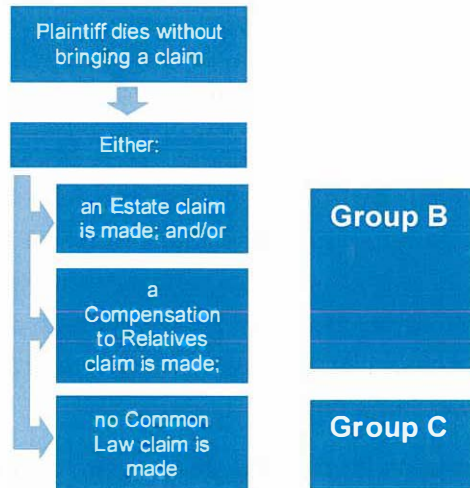 Plaintiff dies without
bringing a claim
Either:
an Estate claim
is made; and/or
a
Compensation
to Relatives
claim is made;
Group B
no Common
Law claim is
made
Group C